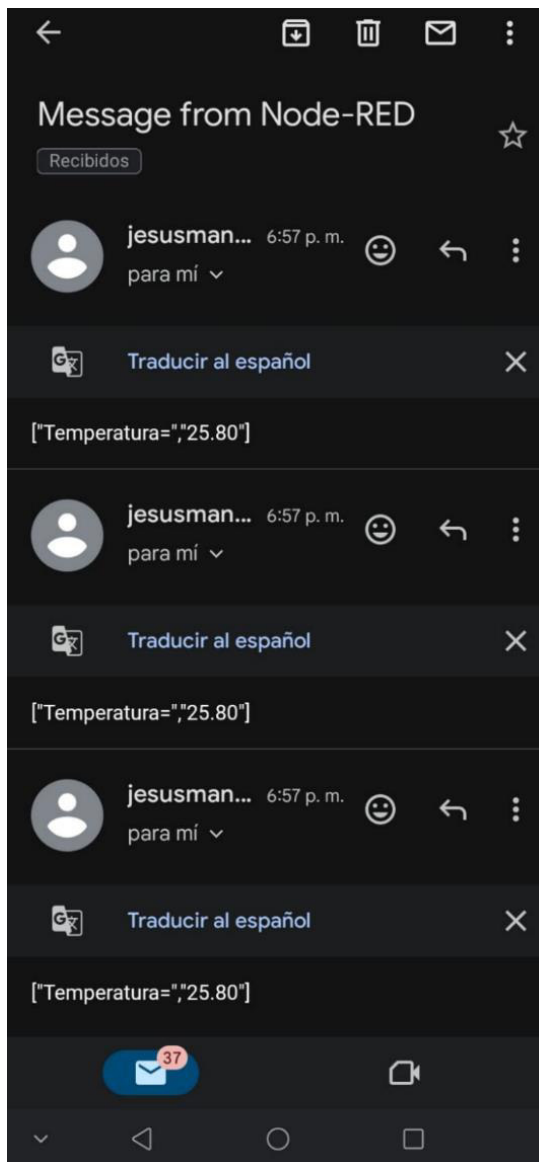 Message from Node-RED
Recibidos
jesusman... 6:57 p. m.
para mí
Traducir al español
["Temperatura=","25.80"]
jesusman... 6:57 p. m.
para mí
Traducir al español
["Temperatura=","25.80"]
jesusman... 6:57 p. m.
para mí
Traducir al español
["Temperatura=","25.80"]
37